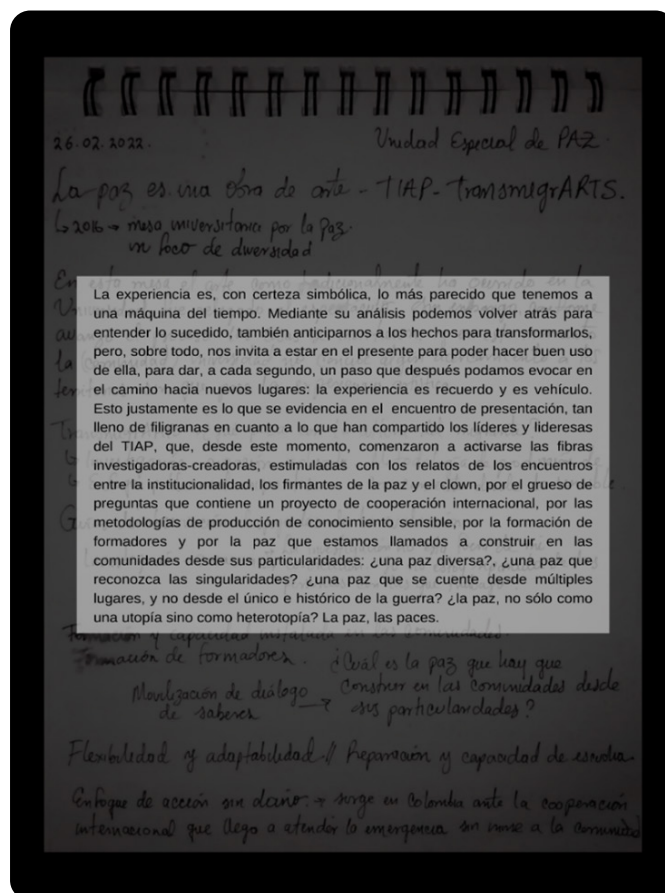 26.02.2022.
Unidad Especial de PAZ.
La paz es una obra de arte - TIAP - TransmigrARTS.
↳ 2016 → mesa universitaria por la Paz.
un foco de diversidad
La experiencia es, con certeza simbólica, lo más parecido que tenemos a
una máquina del tiempo. Mediante su análisis podemos volver atrás para
entender lo sucedido, también anticiparnos a los hechos para transformarlos,
pero, sobre todo, nos invita a estar en el presente para poder hacer buen uso
de ella, para dar, a cada segundo, un paso que después podamos evocar en
el camino hacia nuevos lugares: la experiencia es recuerdo y es vehículo.
Esto justamente es lo que se evidencia en el encuentro de presentación, tan
lleno de filigranas en cuanto a lo que han compartido los líderes y lideresas
del TIAP, que, desde este momento, comenzaron a activarse las fibras
investigadoras-creadoras, estimuladas con los relatos de los encuentros
entre la institucionalidad, los firmantes de la paz y el clown, por el grueso de
preguntas que contiene un proyecto de cooperación internacional, por las
metodologías de producción de conocimiento sensible, por la formación de
formadores y por la paz que estamos llamados a construir en las
comunidades desde sus particularidades: ¿una paz diversa?, ¿una paz que
reconozca las singularidades? ¿una paz que se cuente desde múltiples
lugares, y no desde el único e histórico de la guerra? ¿la paz, no sólo como
una utopía sino como heterotopía? La paz, las paces.
Formación y capacidad instalada en las comunidades.
Formación de formadores.
¿Cuál es la paz que hay que
construir en las comunidades desde
sus particularidades?
Movilización de diálogo
de saberes →
Flexibilidad y adaptabilidad // Reparación y capacidad de escucha.
Enfoque de acción sin daño: → surge en Colombia ante la cooperación
internacional que llegó a atender la emergencia sin mirar a la comunidad